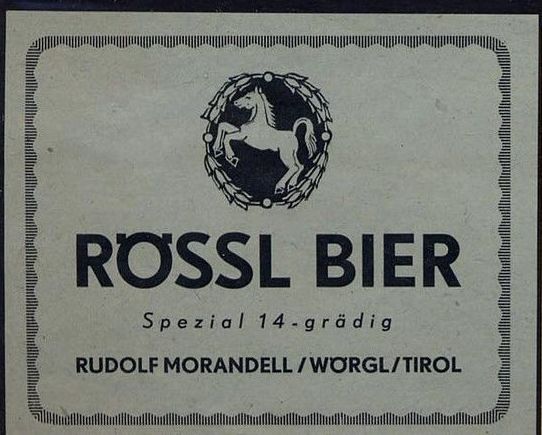 RÖSSL BIER
Spezial 14-grädig
RUDOLF MORANDELL/WÖRGL/TIROL